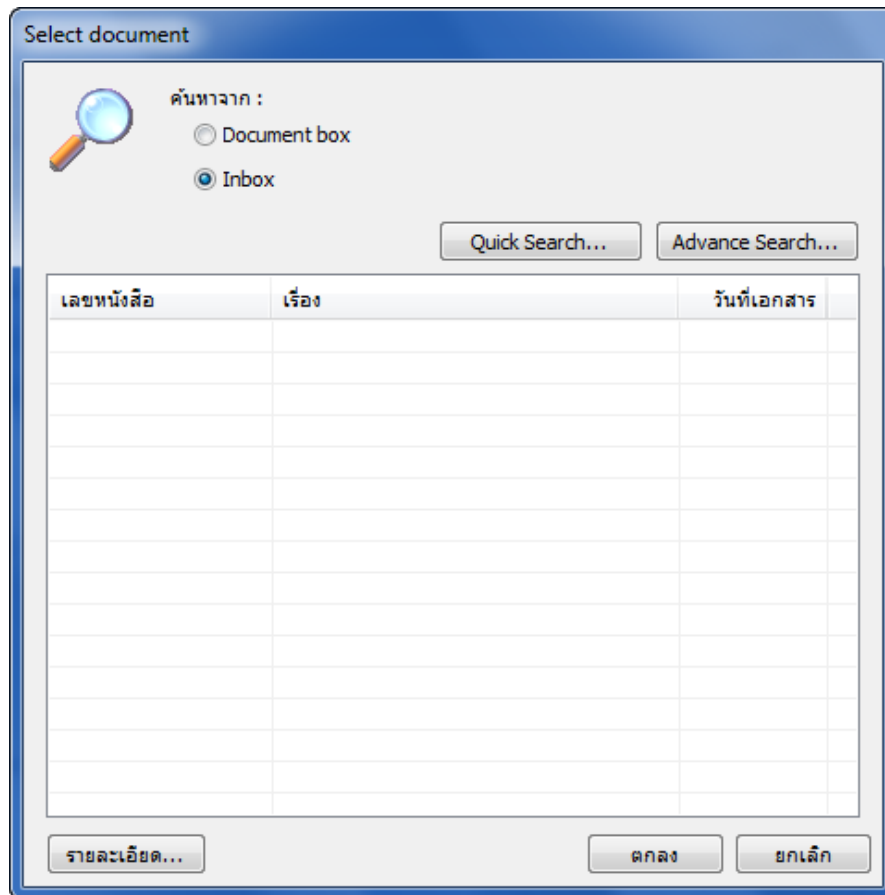 Select document
ค้นหาจาก :
Document box
Inbox
Quick Search... Advance Search...
เลขหนังสือ เรื่อง วันที่เอกสาร
รายละเอียด... ตกลง ยกเลิก